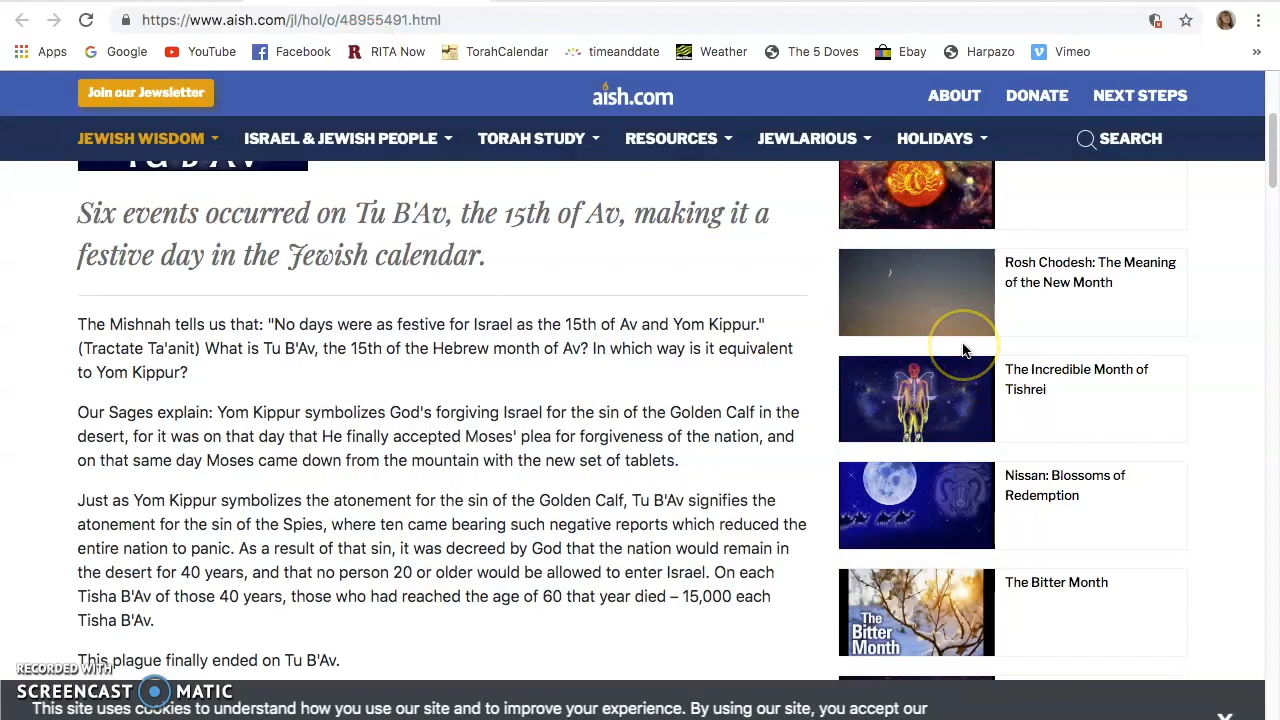 https://www.aish.com/jl/hol/o/48955491.html
Apps Google YouTube Facebook RITA Now TorahCalendar timeanddate Weather The 5 Doves Ebay Harpazo Vimeo »
Join our Jewsletter aish.com ABOUT DONATE NEXT STEPS
JEWISH WISDOM ISRAEL & JEWISH PEOPLE TORAH STUDY RESOURCES JEWLARIOUS HOLIDAYS SEARCH
TU B'AV
Six events occurred on Tu B'Av, the 15th of Av, making it a
festive day in the Jewish calendar.
The Mishnah tells us that: "No days were as festive for Israel as the 15th of Av and Yom Kippur."
(Tractate Ta'anit) What is Tu B'Av, the 15th of the Hebrew month of Av? In which way is it equivalent
to Yom Kippur?
Our Sages explain: Yom Kippur symbolizes God's forgiving Israel for the sin of the Golden Calf in the
desert, for it was on that day that He finally accepted Moses' plea for forgiveness of the nation, and
on that same day Moses came down from the mountain with the new set of tablets.
Just as Yom Kippur symbolizes the atonement for the sin of the Golden Calf, Tu B'Av signifies the
atonement for the sin of the Spies, where ten came bearing such negative reports which reduced the
entire nation to panic. As a result of that sin, it was decreed by God that the nation would remain in
the desert for 40 years, and that no person 20 or older would be allowed to enter Israel. On each
Tisha B'Av of those 40 years, those who had reached the age of 60 that year died – 15,000 each
Tisha B'Av.
This plague finally ended on Tu B'Av.
Rosh Chodesh: The Meaning
of the New Month
The Incredible Month of
Tishrei
Nissan: Blossoms of
Redemption
The Bitter Month
The
Bitter
Month
RECORDED WITH
SCREENCAST MATIC
This site uses cookies to understand how you use our site and to improve your experience. By using our site, you accept our
X